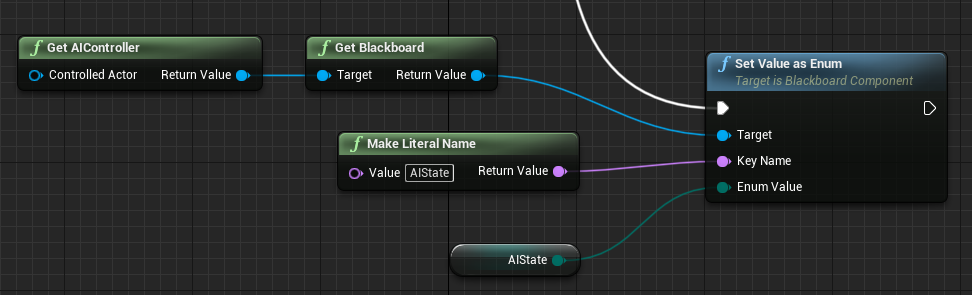 f Get AIController
Controlled Actor Return Value
f Get Blackboard
Target Return Value
f Make Literal Name
Value AIState Return Value
AIState
f Set Value as Enum
Target is Blackboard Component
Target
Key Name
Enum Value